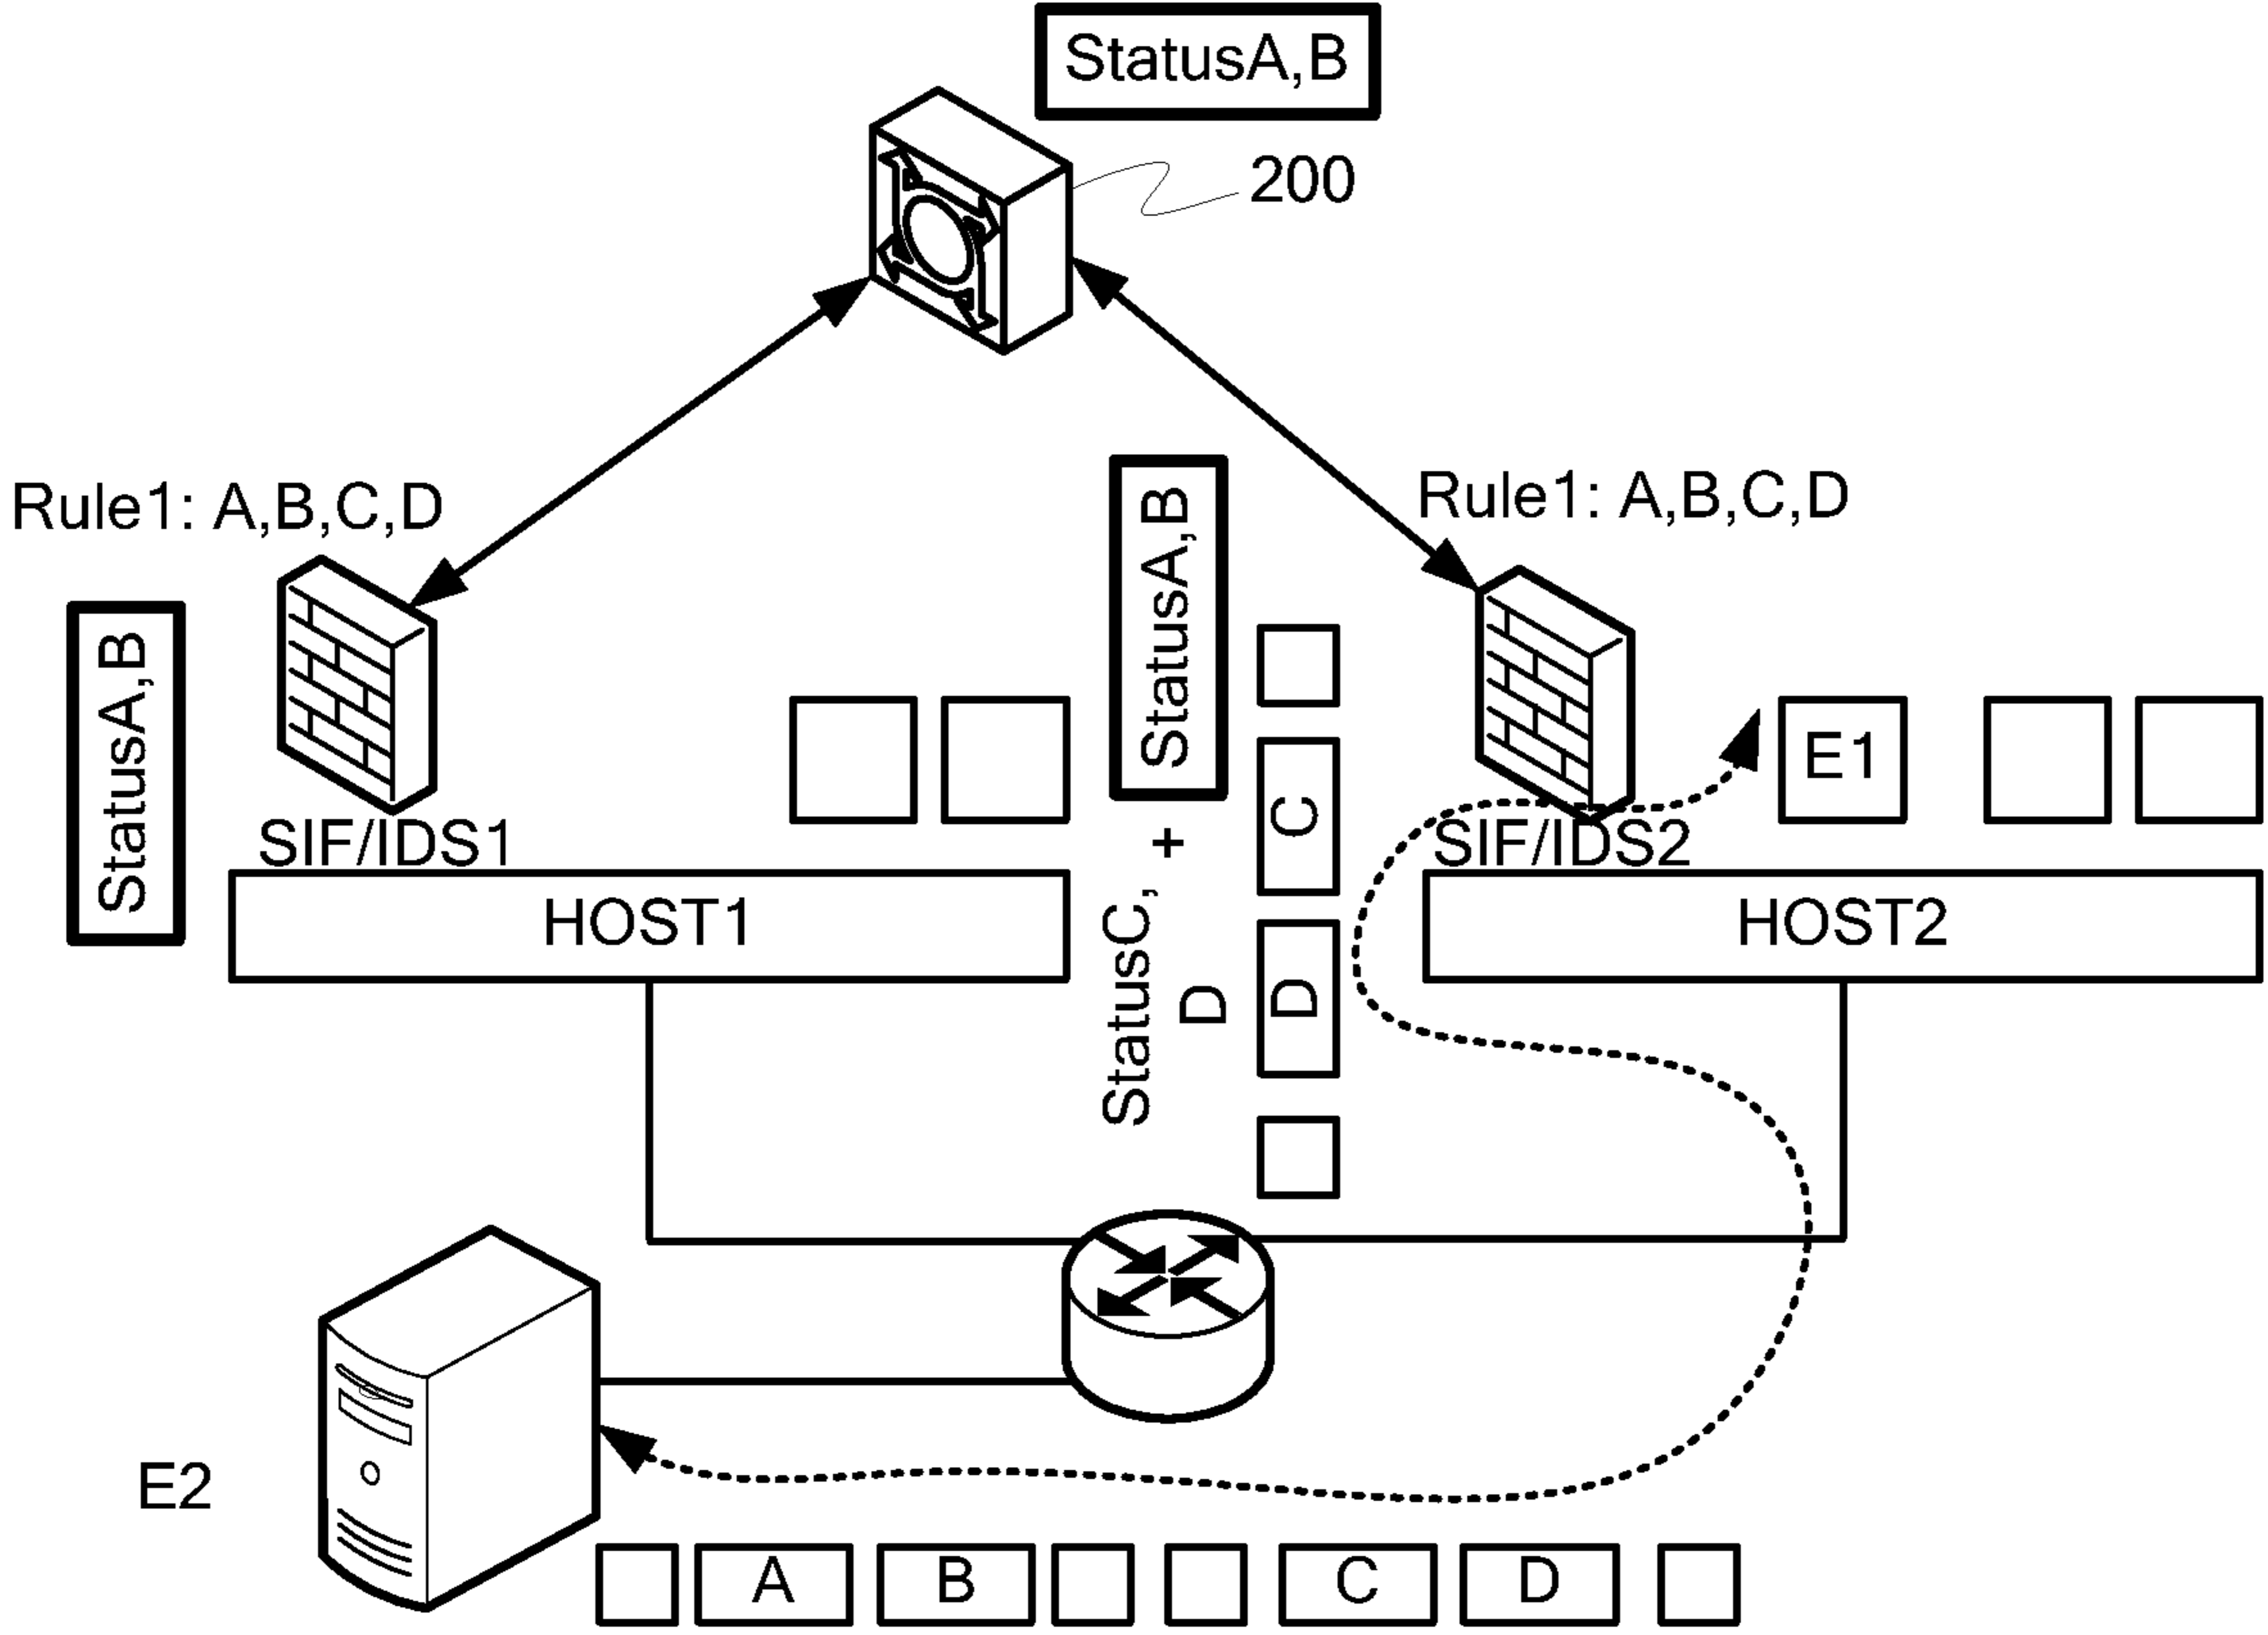 StatusA,B
200
Rule1: A,B,C,D
Rule1: A,B,C,D
StatusA,B
StatusA,B
+
StatusC,
D
C
D
E1
SIF/IDS1
SIF/IDS2
HOST1
HOST2
E2
A
B
C
D